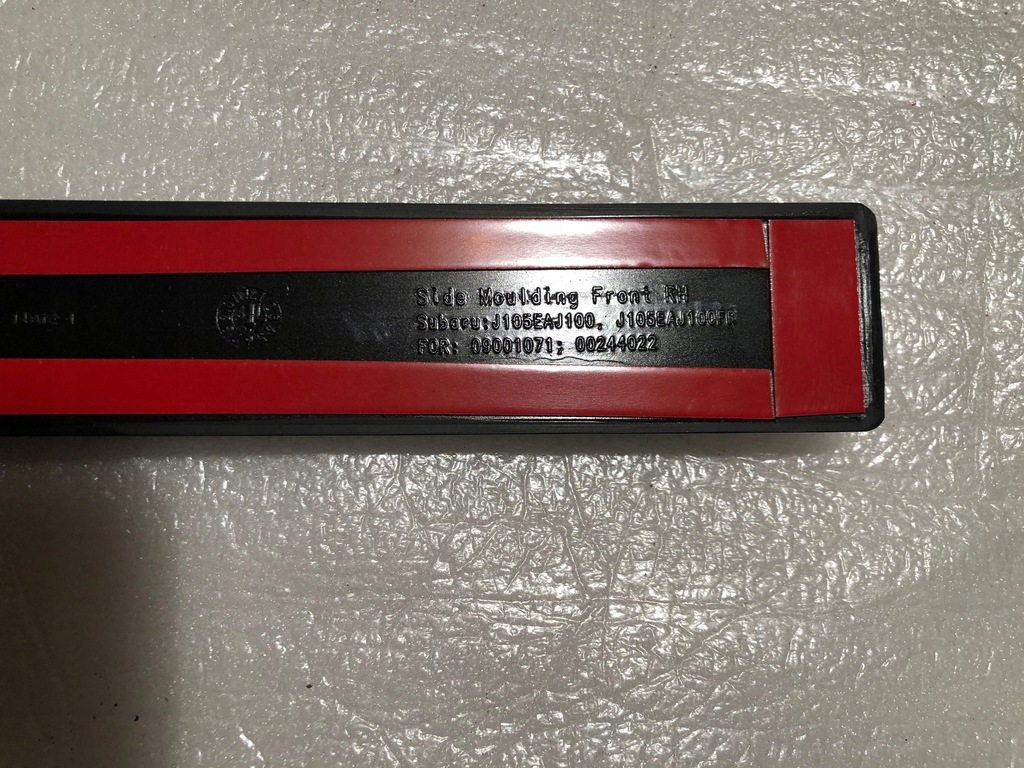 Side Moulding Front RH
Subaru:J105EAJ100, J105EAJ100FR
FOR: 09001071; 00244022